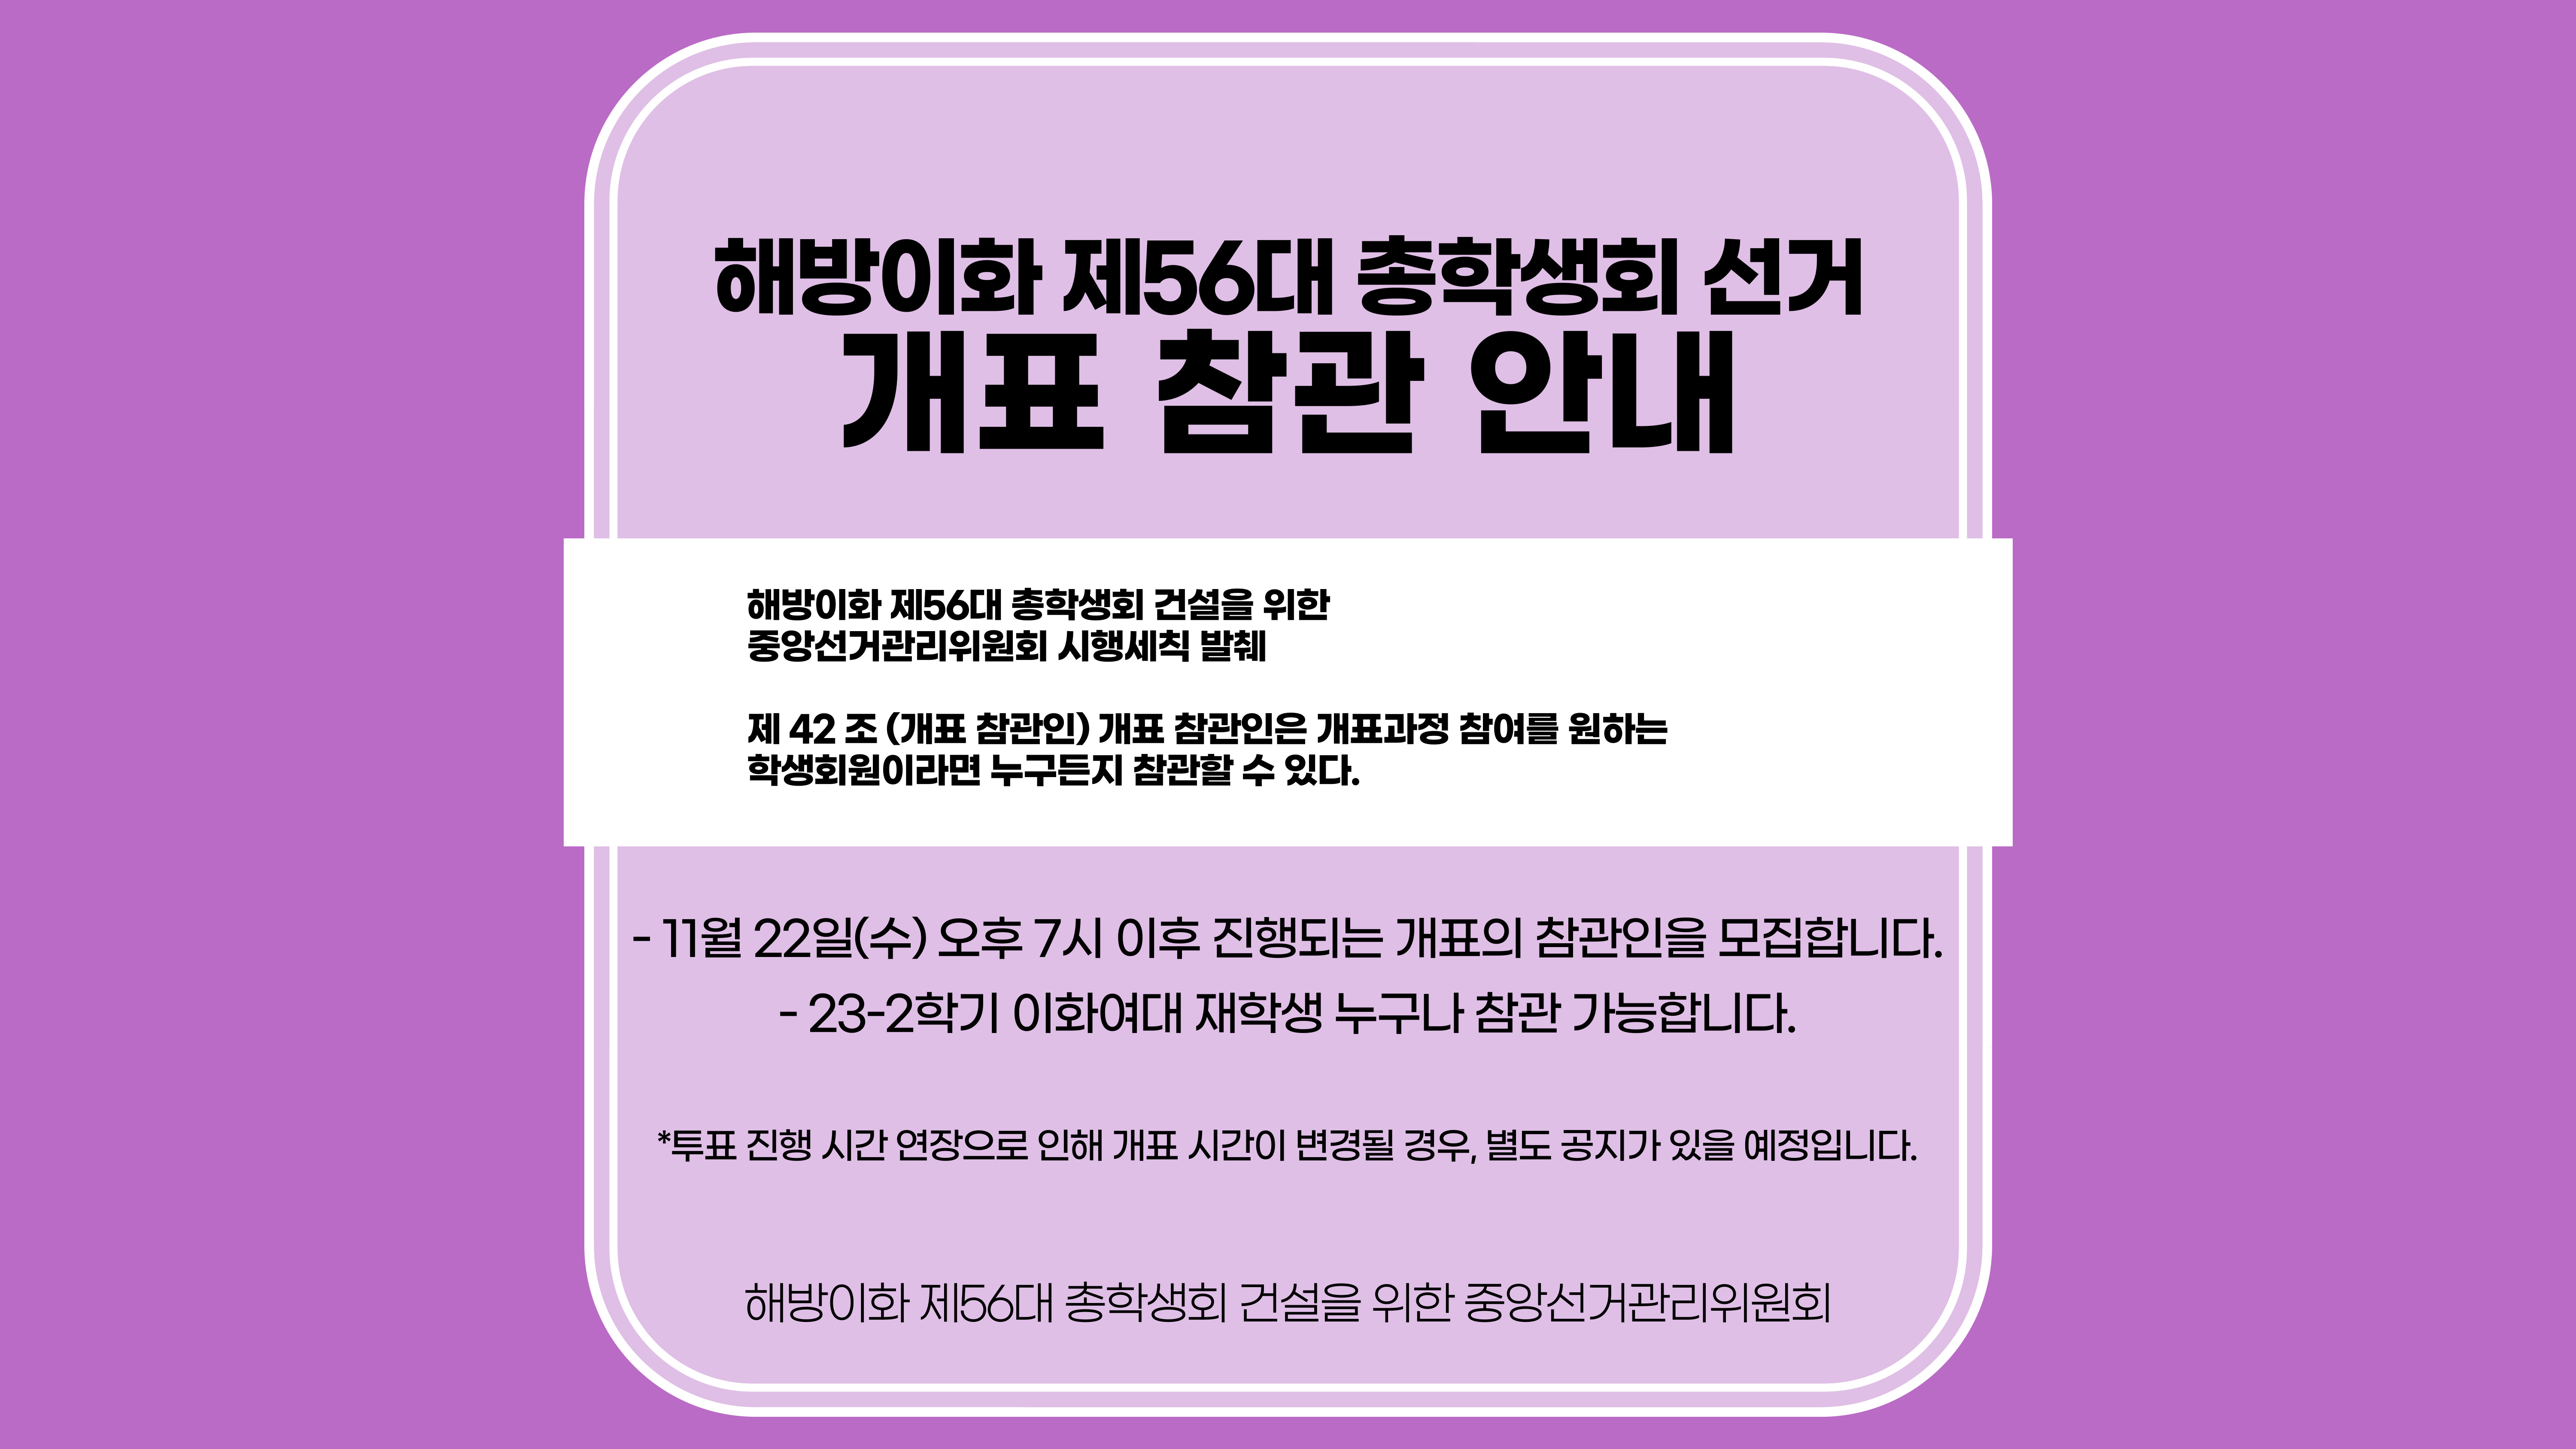 해방이화 제56대 총학생회 선거
개표 참관 안내
해방이화 제56대 총학생회 건설을 위한
중앙선거관리위원회 시행세칙 발췌
제 42 조 (개표 참관인) 개표 참관인은 개표과정 참여를 원하는
학생회원이라면 누구든지 참관할 수 있다.
- 11월 22일(수) 오후 7시 이후 진행되는 개표의 참관인을 모집합니다.
- 23-2학기 이화여대 재학생 누구나 참관 가능합니다.
*투표 진행 시간 연장으로 인해 개표 시간이 변경될 경우, 별도 공지가 있을 예정입니다.
해방이화 제56대 총학생회 건설을 위한 중앙선거관리위원회